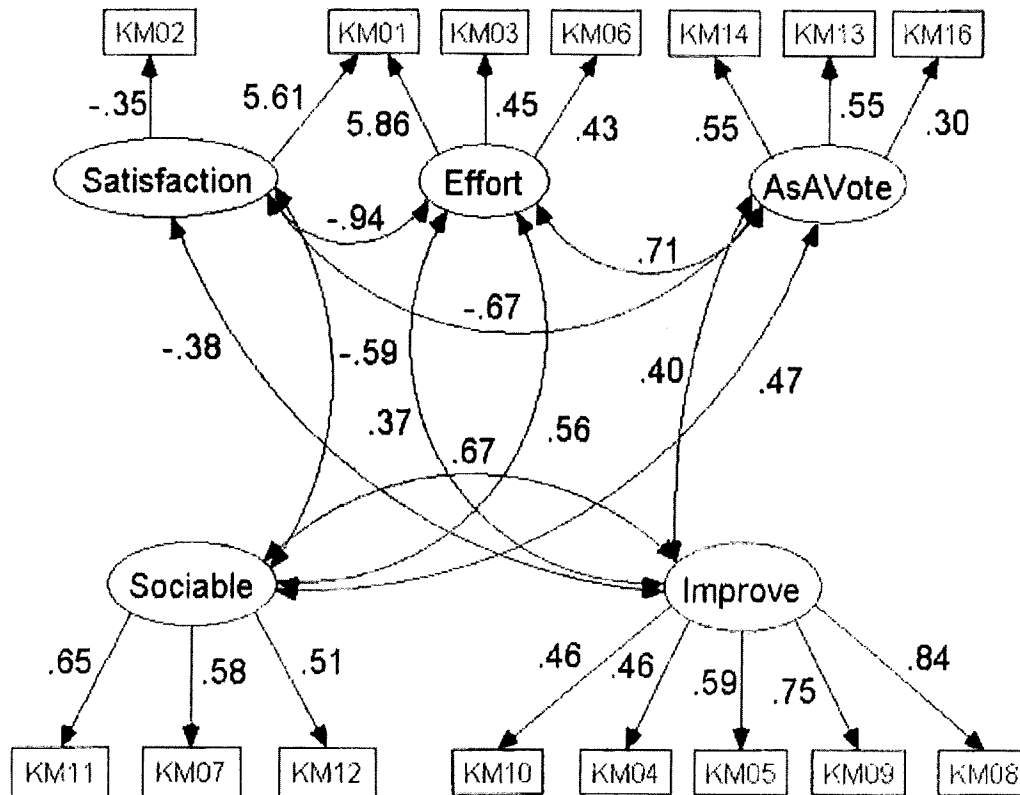 KM02 KM01 KM03 KM06 KM14 KM13 KM16
-.35 5.61 5.86 .45 .43 .55 .55 .30
Satisfaction Effort AsAVote
-.94 .71
-.67
-.38 -.59 .40 .47
.37 .67 .56
Sociable Improve
.65 .58 .51 .46 .46 .59 .75 .84
KM11 KM07 KM12 KM10 KM04 KM05 KM09 KM08